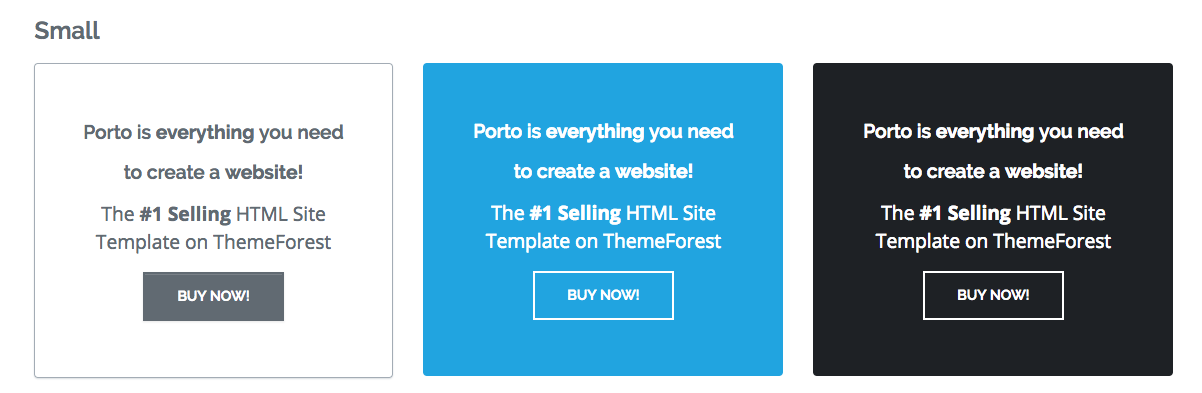 Small
Porto is everything you need
to create a website!
The #1 Selling HTML Site
Template on ThemeForest
BUY NOW!
Porto is everything you need
to create a website!
The #1 Selling HTML Site
Template on ThemeForest
BUY NOW!
Porto is everything you need
to create a website!
The #1 Selling HTML Site
Template on ThemeForest
BUY NOW!